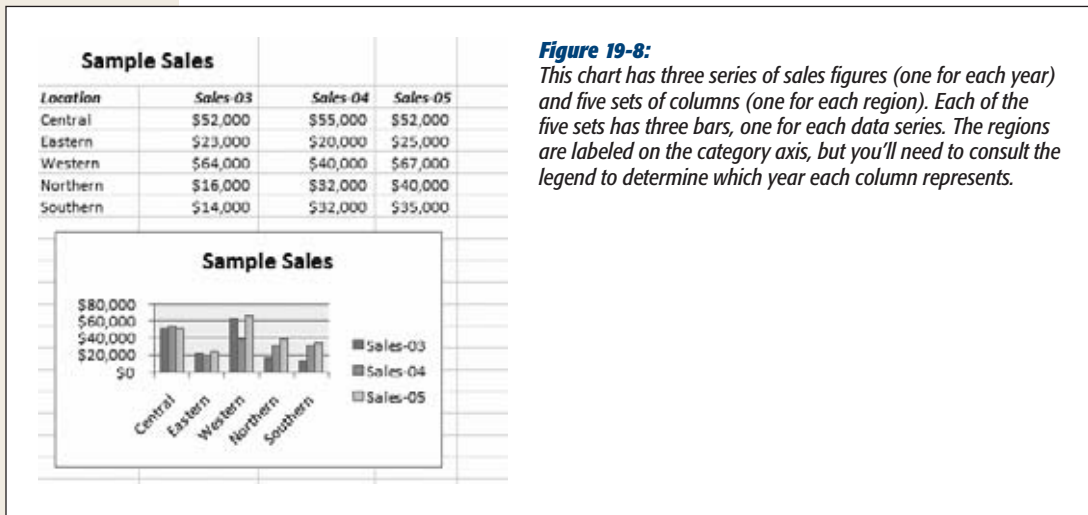 Sample Sales
Location Sales-03 Sales-04 Sales-05
Central $52,000 $55,000 $52,000
Eastern $23,000 $20,000 $25,000
Western $64,000 $40,000 $67,000
Northern $16,000 $32,000 $40,000
Southern $14,000 $32,000 $35,000
Sample Sales
$80,000
$60,000
$40,000
$20,000
$0
Central
Eastern
Western
Northern
Southern
Sales-03
Sales-04
Sales-05
Figure 19-8:
This chart has three series of sales figures (one for each year)
and five sets of columns (one for each region). Each of the
five sets has three bars, one for each data series. The regions
are labeled on the category axis, but you’ll need to consult the
legend to determine which year each column represents.